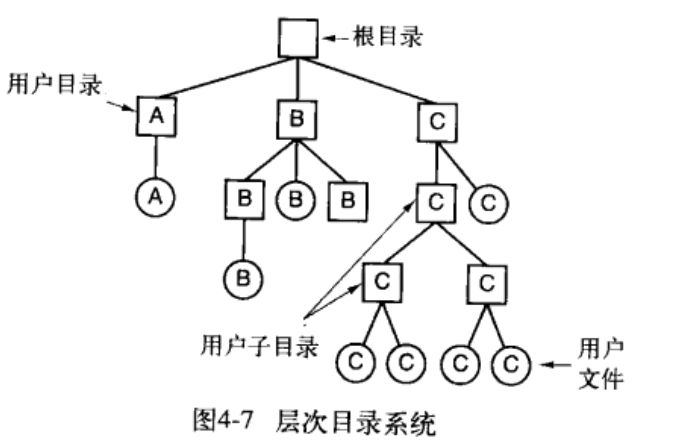 根目录
用户目录
A B C
A B B B C C
B C C
用户子目录
C C C C
用户
文件
图4-7 层次目录系统